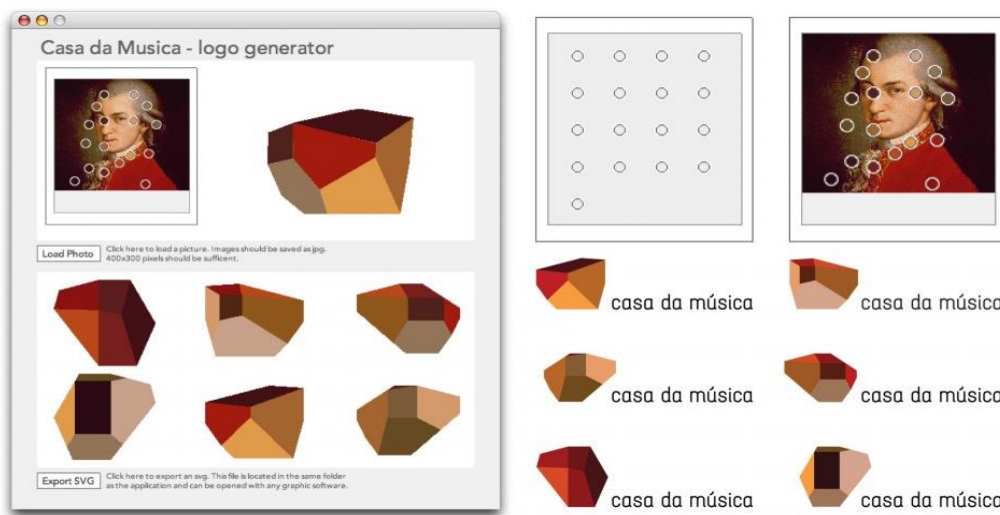 Casa da Musica - logo generator
Load Photo
Click here to load a picture. Images should be saved as jpg.
400x300 pixels should be sufficent.
Export SVG
Click here to export an svg. This file is located in the same folder
as the application and can be opened with any graphic software.
casa da música
casa da música
casa da música
casa da música
casa da música
casa da música